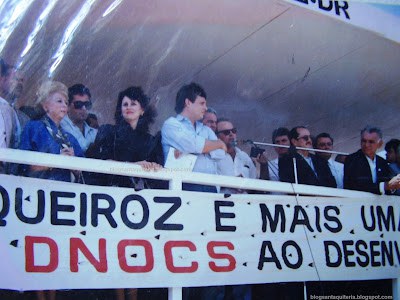 DR
QUEIROZ É MAIS UMA
DNOCS AO DESENV
blogsantaquiteria.blogspot.com